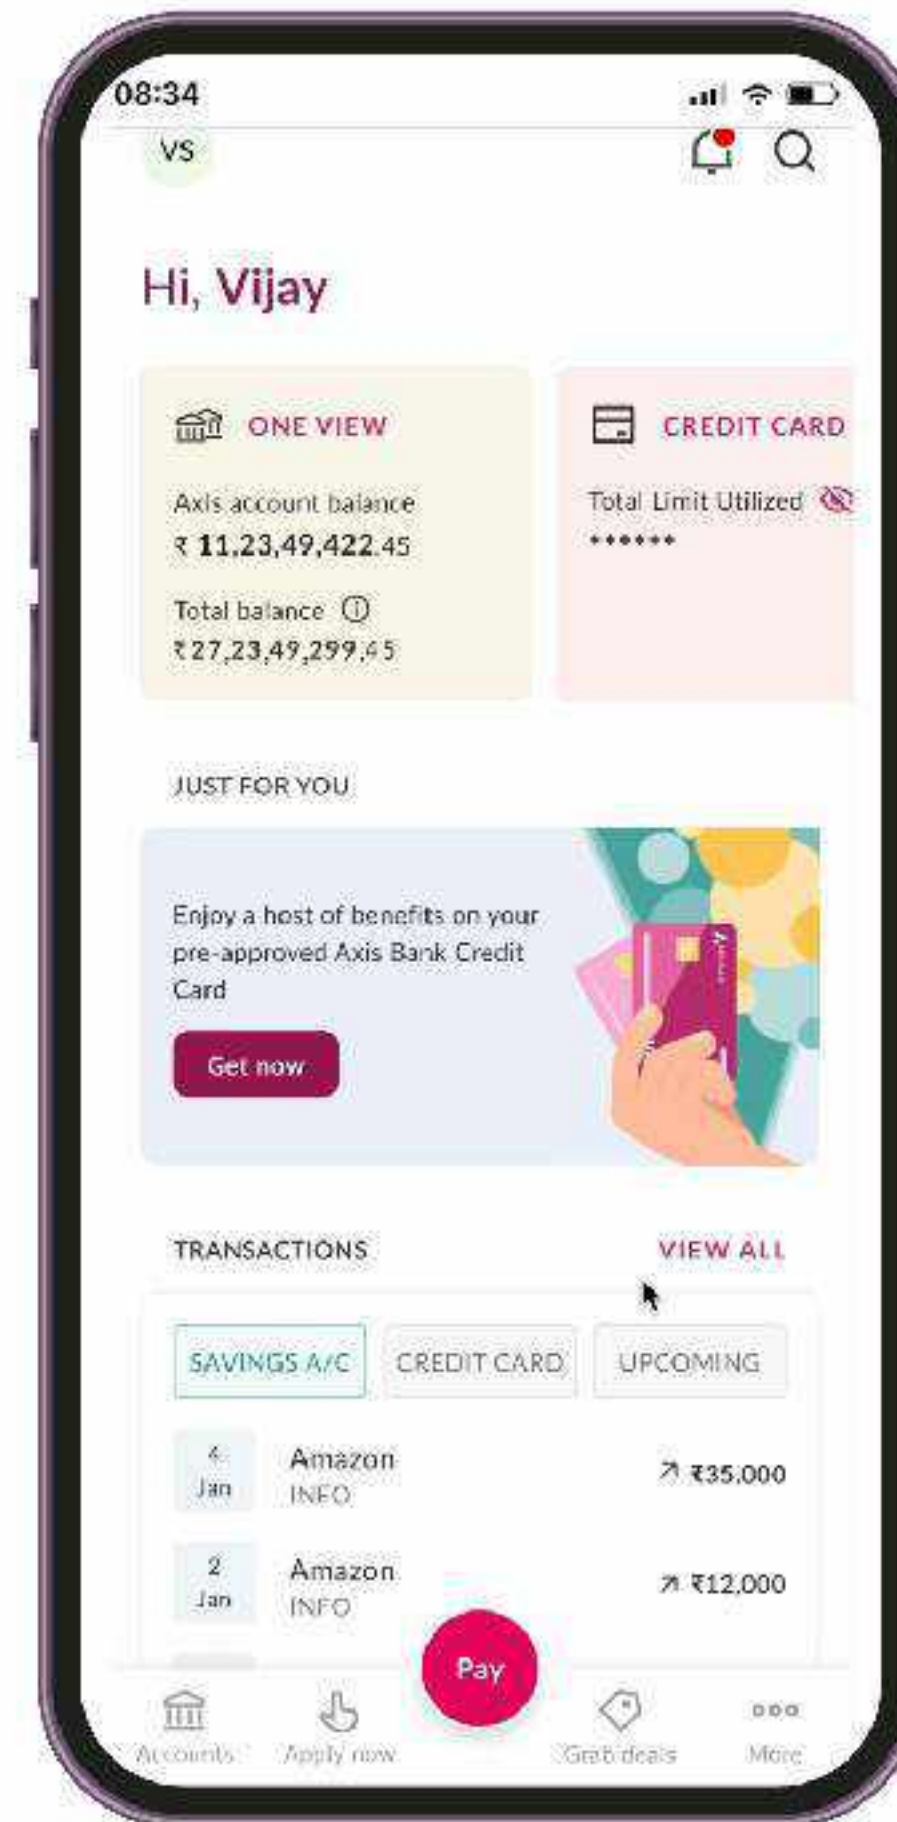 08:34
VS
Hi, Vijay
ONE VIEW
Axis account balance
₹ 11,23,49,422.45
Total balance
₹27,23,49,299.45
CREDIT CARD
Total Limit Utilized
******
JUST FOR YOU
Enjoy a host of benefits on your
pre-approved Axis Bank Credit
Card
Get now
TRANSACTIONS
VIEW ALL
SAVINGS A/C
CREDIT CARD
UPCOMING
4
Jan
Amazon
INFO
₹35,000
2
Jan
Amazon
INFO
₹12,000
Pay
Accounts
Apply now
Grab deals
More